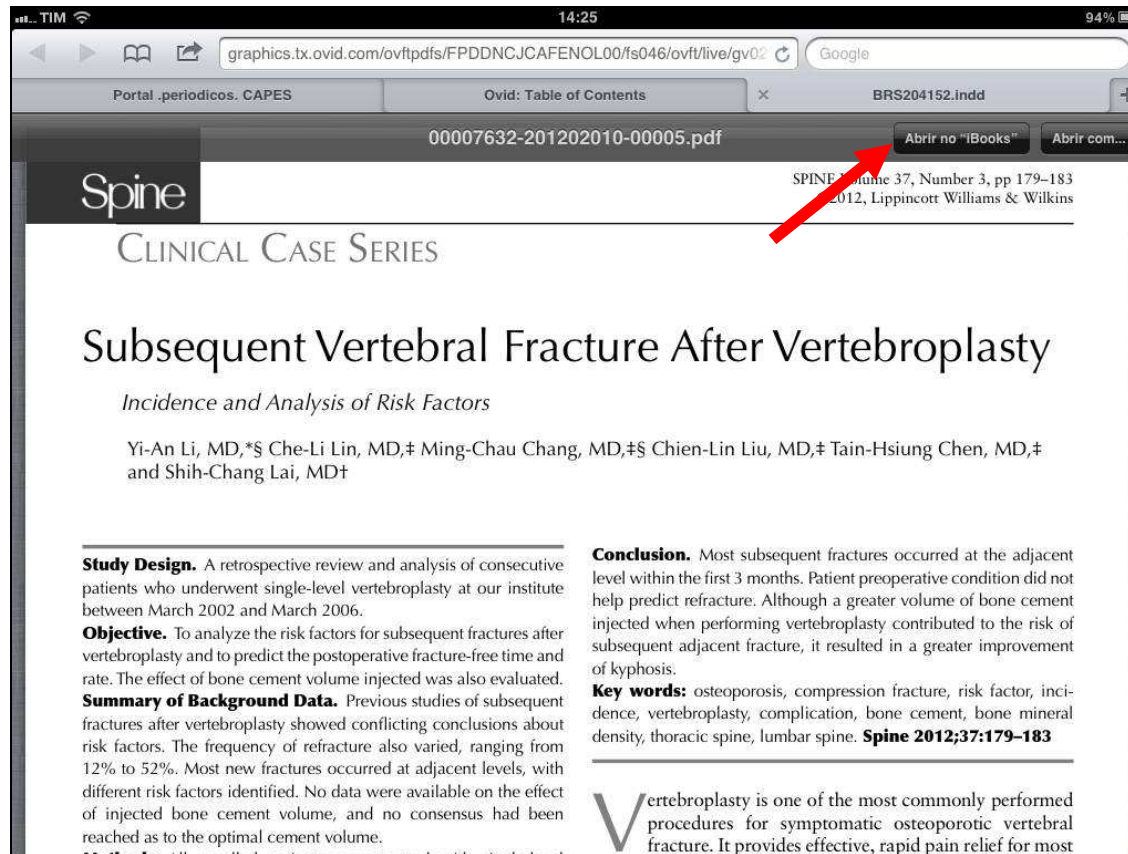 TIM
14:25
94%
graphics.tx.ovid.com/ovftpdfs/FPDDNCJCAFENOL00/fs046/ovft/live/gv02
Google
Portal .periodicos. CAPES
Ovid: Table of Contents
BRS204152.indd
00007632-201202010-00005.pdf
Abrir no "iBooks"
Abrir com...
Spine
SPINE Volume 37, Number 3, pp 179–183
2012, Lippincott Williams & Wilkins
CLINICAL CASE SERIES
Subsequent Vertebral Fracture After Vertebroplasty
Incidence and Analysis of Risk Factors
Yi-An Li, MD,*§ Che-Li Lin, MD,‡ Ming-Chau Chang, MD,‡§ Chien-Lin Liu, MD,‡ Tain-Hsiung Chen, MD,‡
and Shih-Chang Lai, MD†
Study Design. A retrospective review and analysis of consecutive
patients who underwent single-level vertebroplasty at our institute
between March 2002 and March 2006.
Objective. To analyze the risk factors for subsequent fractures after
vertebroplasty and to predict the postoperative fracture-free time and
rate. The effect of bone cement volume injected was also evaluated.
Summary of Background Data. Previous studies of subsequent
fractures after vertebroplasty showed conflicting conclusions about
risk factors. The frequency of refracture also varied, ranging from
12% to 52%. Most new fractures occurred at adjacent levels, with
different risk factors identified. No data were available on the effect
of injected bone cement volume, and no consensus had been
reached as to the optimal cement volume.
Conclusion. Most subsequent fractures occurred at the adjacent
level within the first 3 months. Patient preoperative condition did not
help predict refracture. Although a greater volume of bone cement
injected when performing vertebroplasty contributed to the risk of
subsequent adjacent fracture, it resulted in a greater improvement
of kyphosis.
Key words: osteoporosis, compression fracture, risk factor, inci-
dence, vertebroplasty, complication, bone cement, bone mineral
density, thoracic spine, lumbar spine. Spine 2012;37:179–183
Vertebroplasty is one of the most commonly performed
procedures for symptomatic osteoporotic vertebral
fracture. It provides effective, rapid pain relief for most